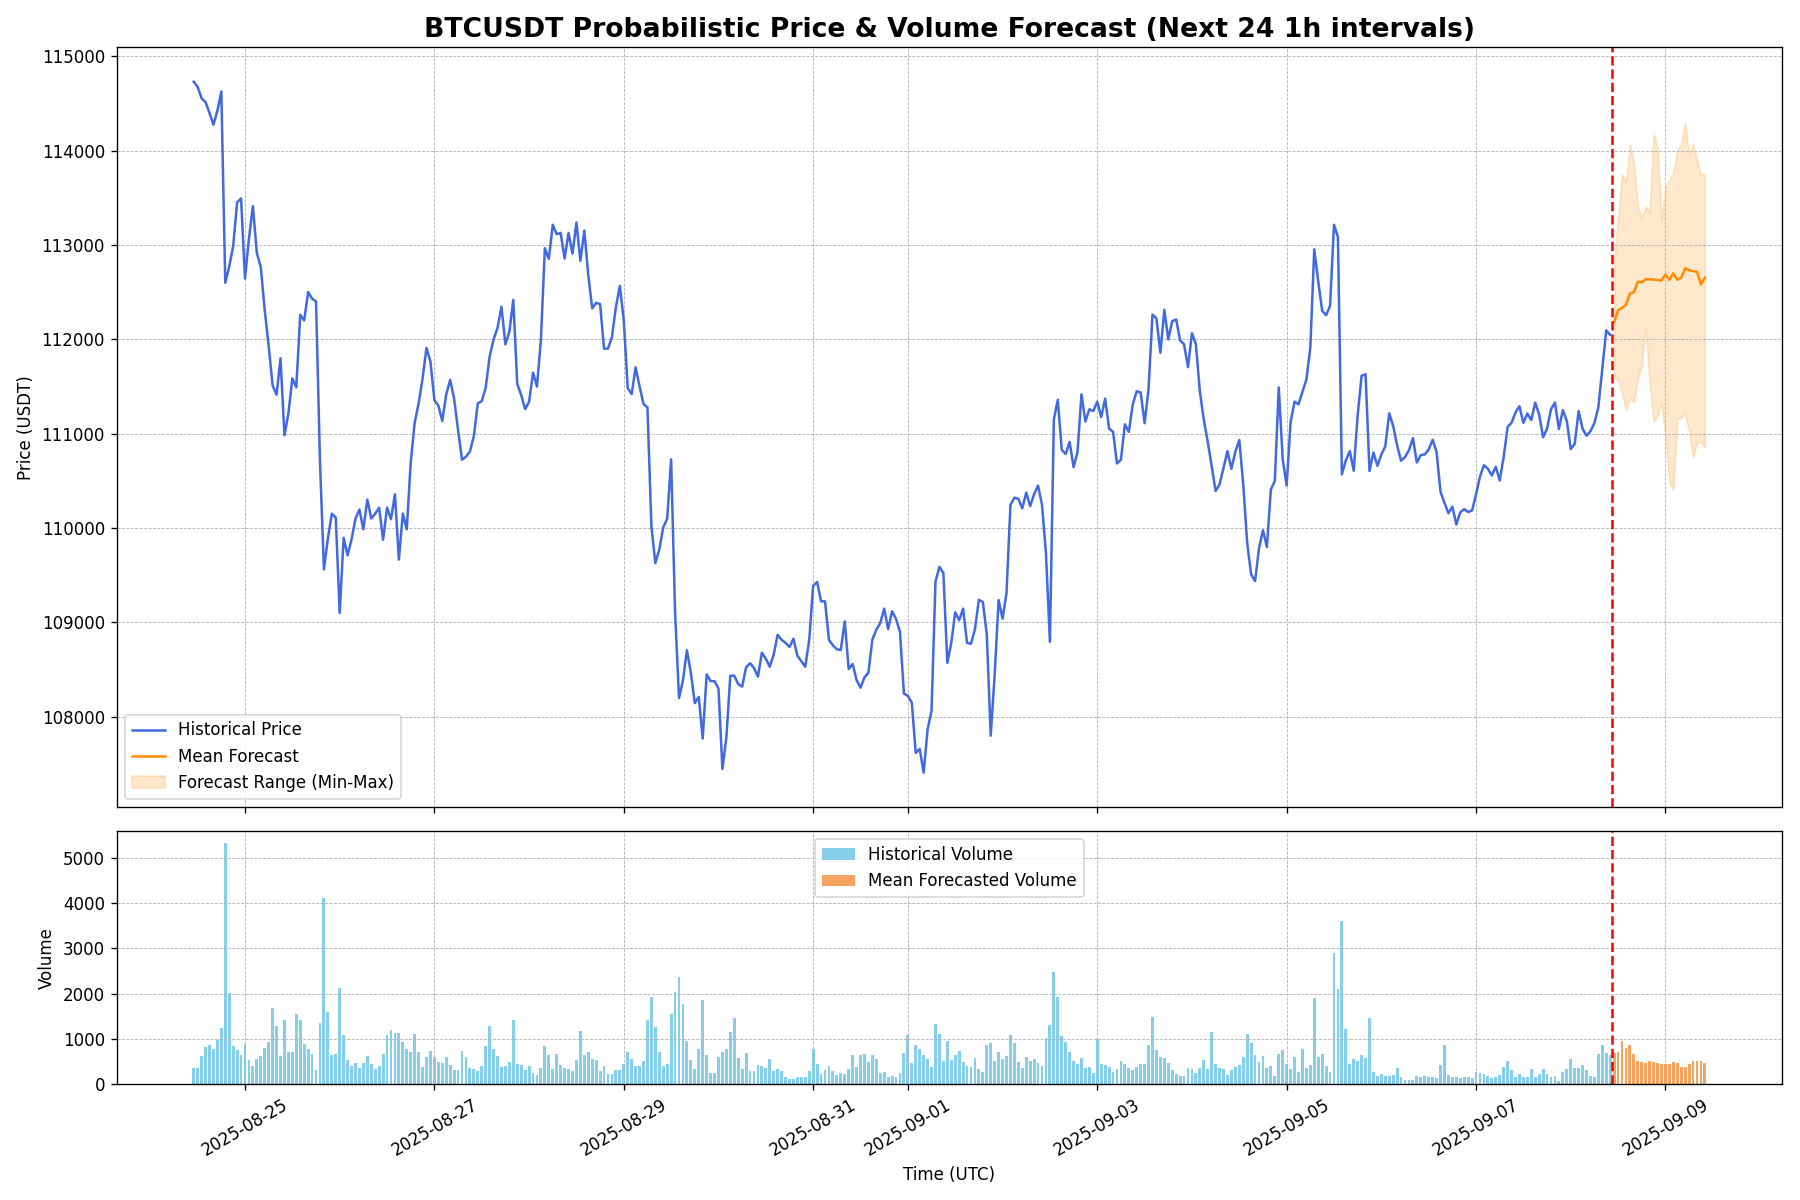 BTCUSDT Probabilistic Price & Volume Forecast (Next 24 1h intervals)
115000
114000
113000
112000
111000
110000
109000
108000
Price (USDT)
Historical Price
Mean Forecast
Forecast Range (Min-Max)
5000
4000
3000
2000
1000
0
Volume
Historical Volume
Mean Forecasted Volume
2025-08-25
2025-08-27
2025-08-29
2025-08-31
2025-09-01
2025-09-03
2025-09-05
2025-09-07
2025-09-09
Time (UTC)